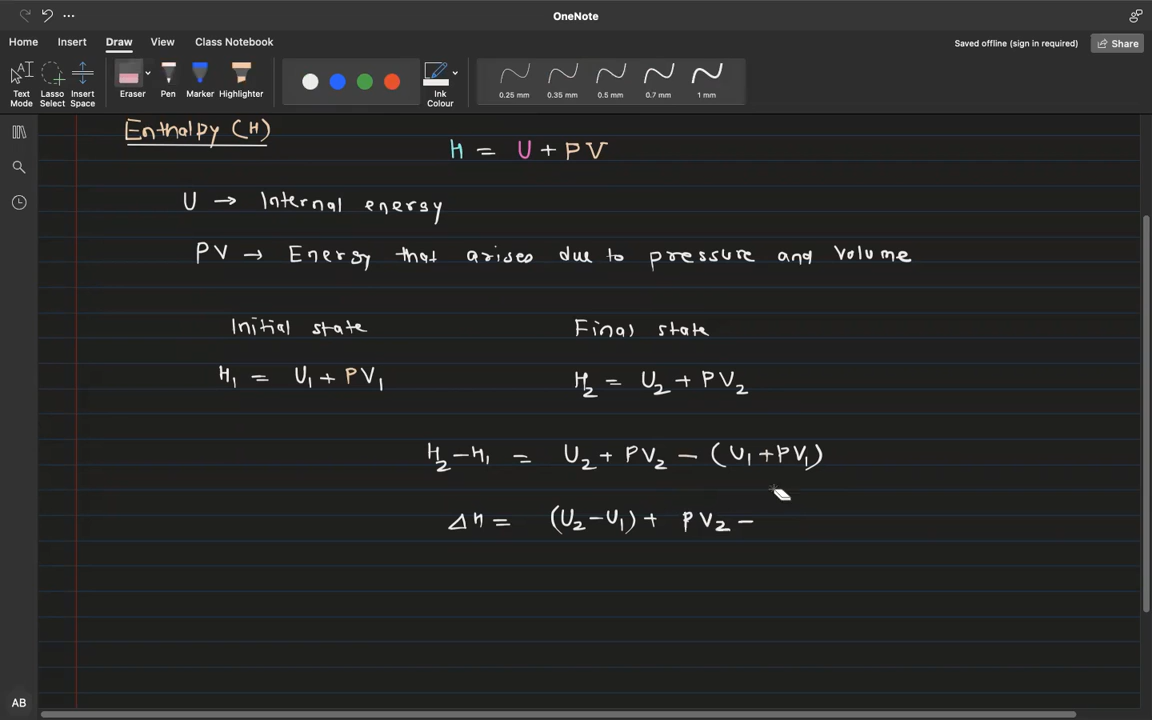 OneNote
Home Insert Draw View Class Notebook
Saved offline (sign in required) Share
Text Mode Lasso Select Insert Space Eraser Pen Marker Highlighter Ink Colour 0.25 mm 0.35 mm 0.5 mm 0.7 mm 1 mm
Enthalpy (H)
H = U + PV
U → Internal energy
PV → Energy that arises due to pressure and volume
Initial state Final state
H₁ = U₁ + PV₁ H₂ = U₂ + PV₂
H₂ - H₁ = U₂ + PV₂ - (U₁ + PV₁)
ΔH = (U₂ - U₁) + PV₂ -
AB